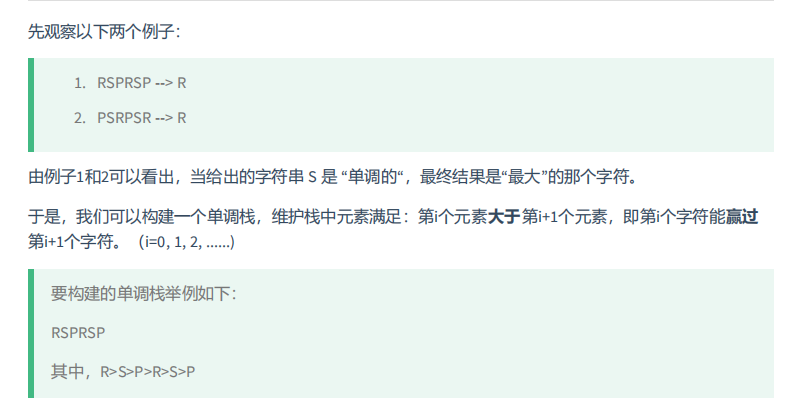 先观察以下两个例子：
1. RSPRSP --> R
2. PSRPSR --> R
由例子1和2可以看出，当给出的字符串 S 是 “单调的“，最终结果是“最大”的那个字符。
于是，我们可以构建一个单调栈，维护栈中元素满足：第i个元素大于第i+1个元素，即第i个字符能赢过
第i+1个字符。（i=0, 1, 2, ......)
要构建的单调栈举例如下：
RSPRSP
其中，R>S>P>R>S>P